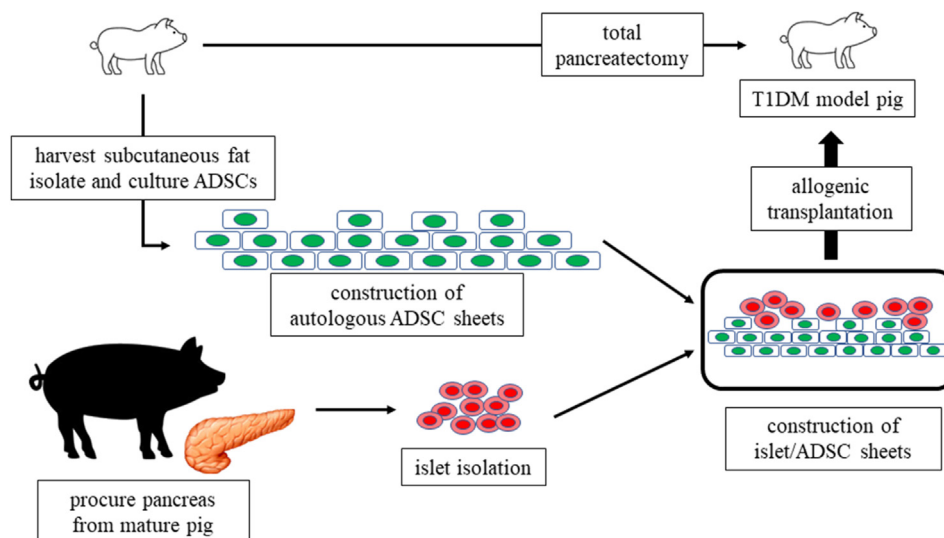 total
pancreatectomy
T1DM model pig
harvest subcutaneous fat
isolate and culture ADSCs
allogenic
transplantation
construction of
autologous ADSC sheets
islet isolation
construction of
islet/ADSC sheets
procure pancreas
from mature pig